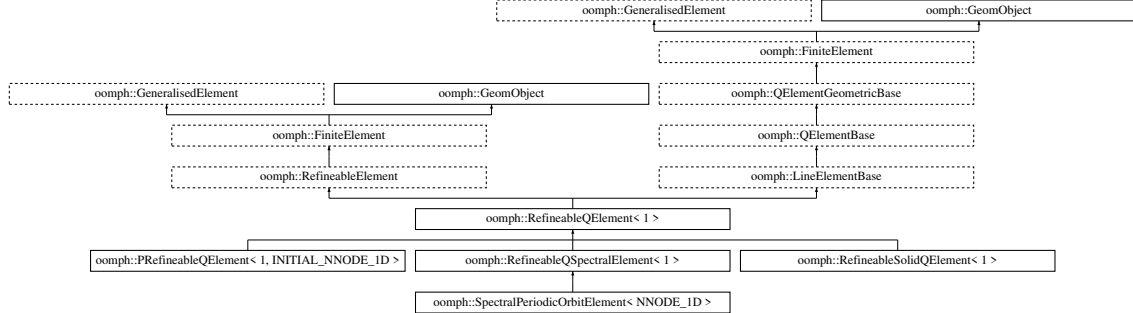 oomph::GeneralisedElement oomph::GeomObject
oomph::FiniteElement
oomph::GeneralisedElement oomph::GeomObject oomph::QElementGeometricBase
oomph::FiniteElement oomph::QElementBase
oomph::RefineableElement oomph::LineElementBase
oomph::RefineableQElement< 1 >
oomph::PRefineableQElement< 1, INITIAL_NNODE_1D > oomph::RefineableQSpectralElement< 1 > oomph::RefineableSolidQElement< 1 >
oomph::SpectralPeriodicOrbitElement< NNODE_1D >